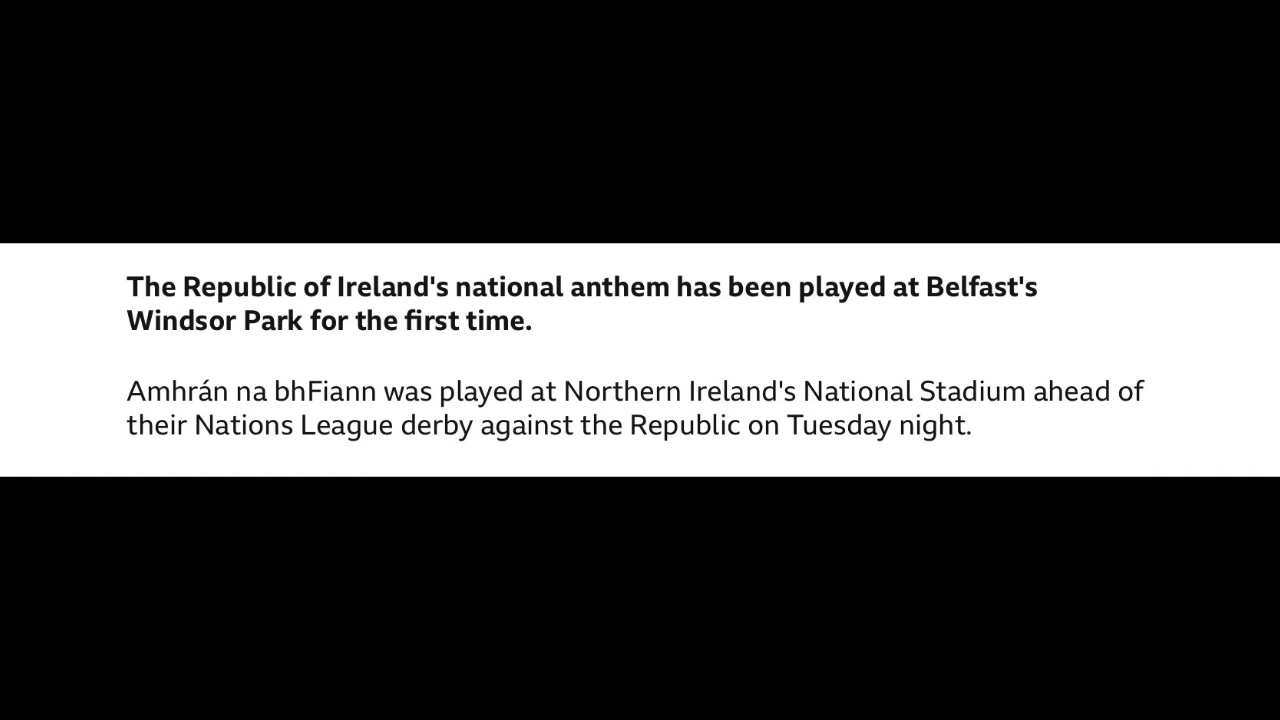 The Republic of Ireland's national anthem has been played at Belfast's
Windsor Park for the first time.
Amhrán na bhFiann was played at Northern Ireland's National Stadium ahead of
their Nations League derby against the Republic on Tuesday night.